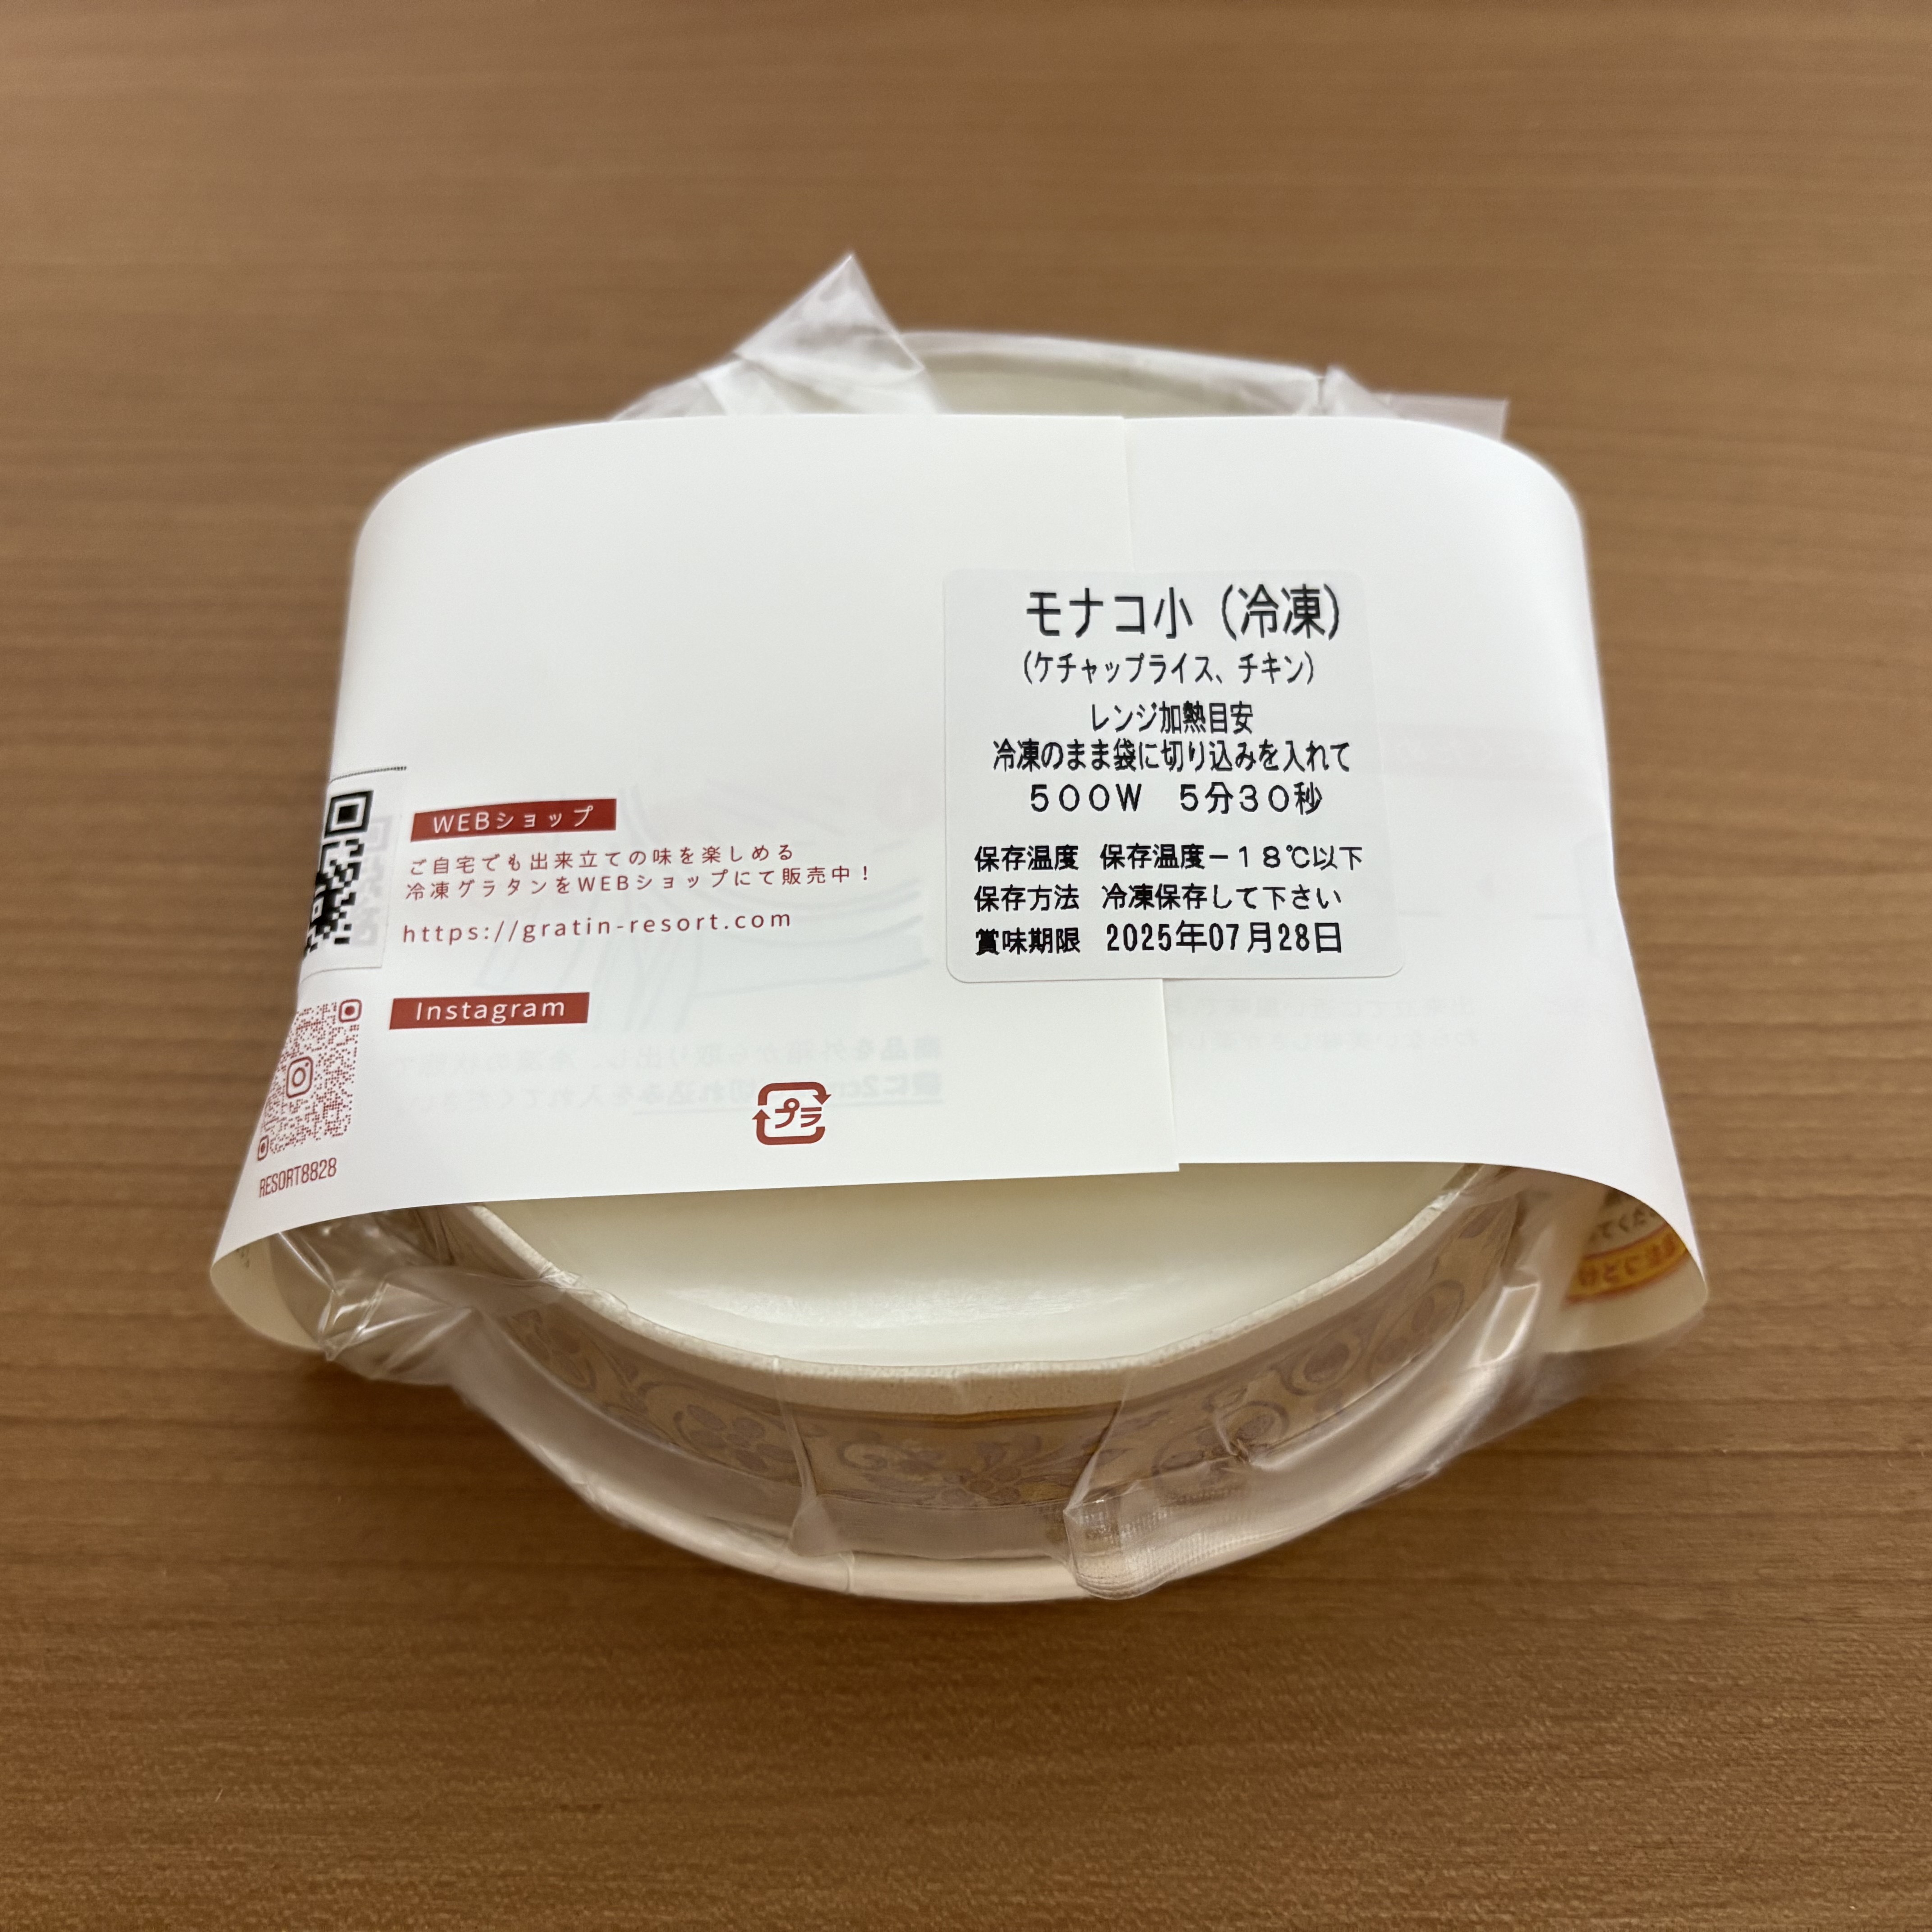 モナコ小（冷凍）
（ケチャップライス、チキン）
レンジ加熱目安
冷凍のまま袋に切り込みを入れて
５００W　５分３０秒
保存温度　保存温度－１８℃以下
保存方法　冷凍保存して下さい
賞味期限　2025年07月28日
WEBショップ
ご自宅でも出来立ての味を楽しめる
冷凍グラタンをWEBショップにて販売中！
https://gratin-resort.com
Instagram
RESORT8828
プラ